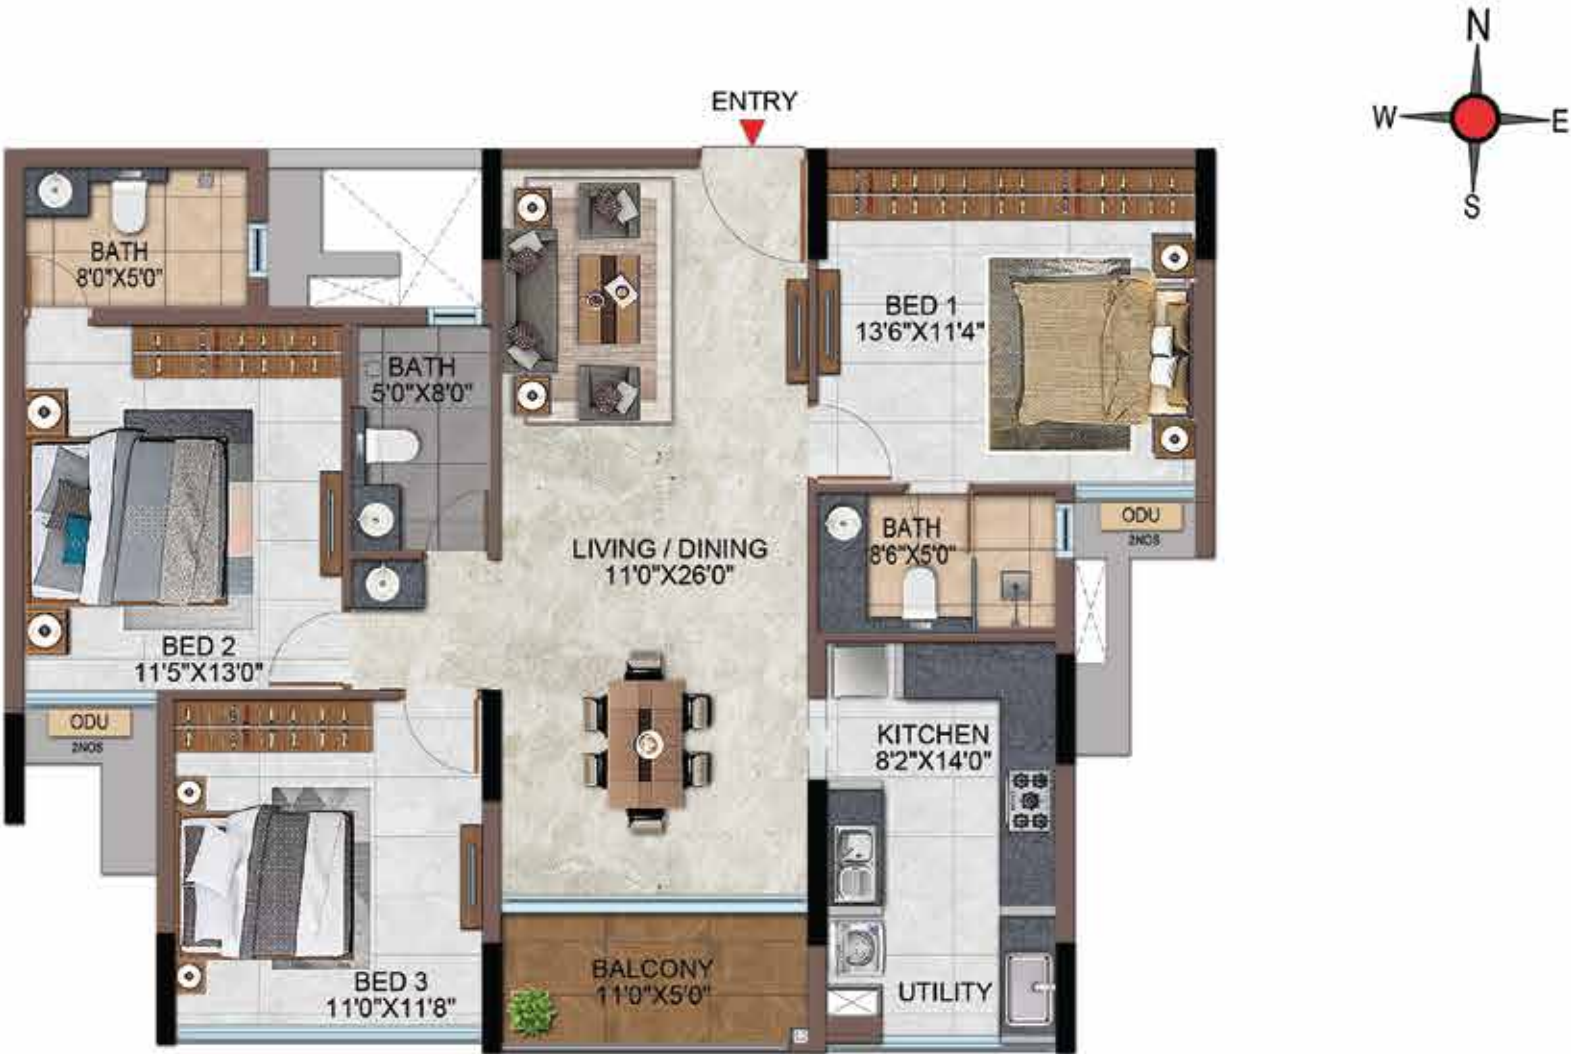 N
W E
S
ENTRY
BATH
8'0"X5'0"
BED 1
13'6"X11'4"
BATH
5'0"X8'0"
ODU
2NOS
BATH
8'6"X5'0"
LIVING / DINING
11'0"X26'0"
BED 2
11'5"X13'0"
ODU
2NOS
KITCHEN
8'2"X14'0"
BED 3
11'0"X11'8"
BALCONY
11'0"X5'0"
UTILITY